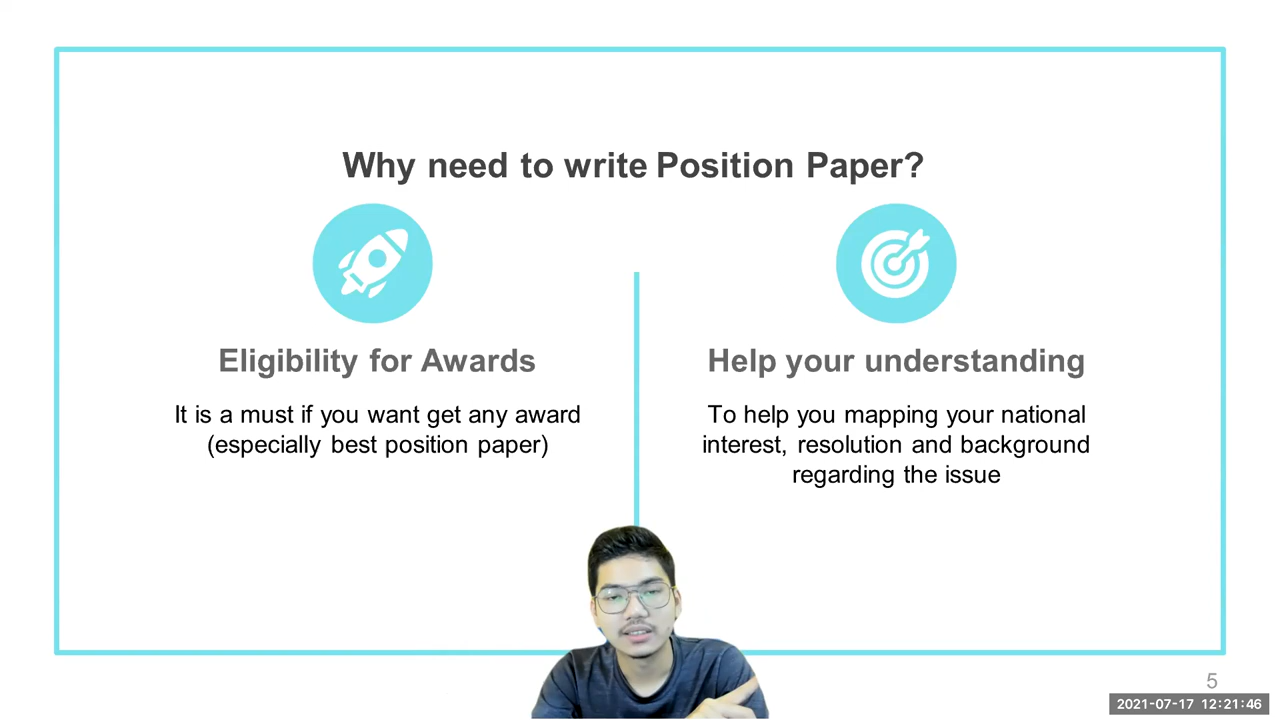 Why need to write Position Paper?
Eligibility for Awards
It is a must if you want get any award
(especially best position paper)
Help your understanding
To help you mapping your national
interest, resolution and background
regarding the issue
5
2021-07-17 12:21:46